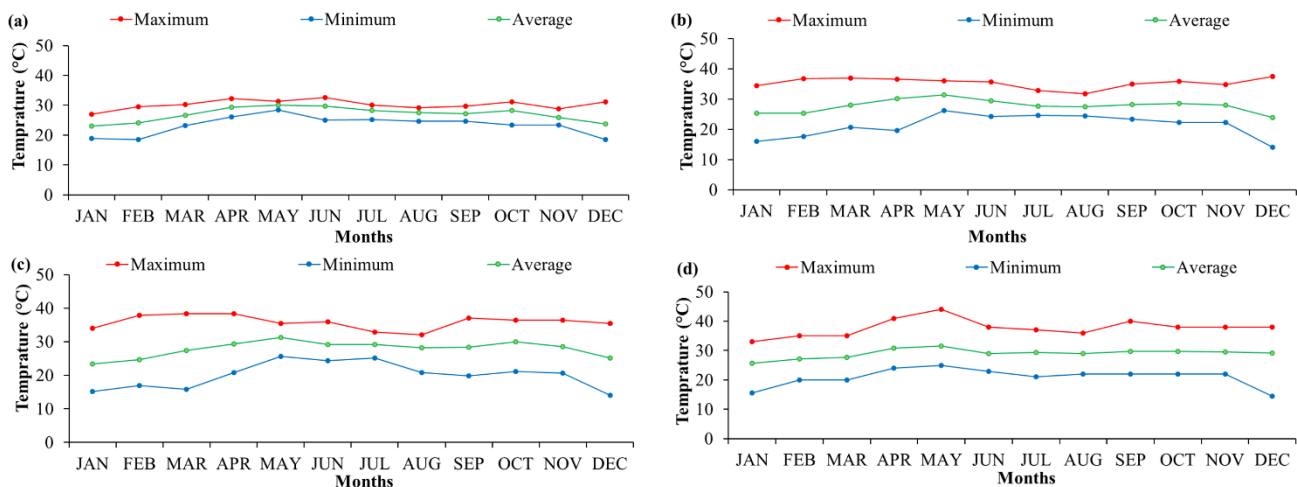 (a) Maximum Minimum Average
50
40
30
20
10
0
Temprature (°C)
JAN FEB MAR APR MAY JUN JUL AUG SEP OCT NOV DEC
Months
(b) Maximum Minimum Average
50
40
30
20
10
0
Temprature (°C)
JAN FEB MAR APR MAY JUN JUL AUG SEP OCT NOV DEC
Months
(c) Maximum Minimum Average
50
40
30
20
10
0
Temprature (°C)
JAN FEB MAR APR MAY JUN JUL AUG SEP OCT NOV DEC
Months
(d) Maximum Minimum Average
50
40
30
20
10
0
Temprature (°C)
JAN FEB MAR APR MAY JUN JUL AUG SEP OCT NOV DEC
Months